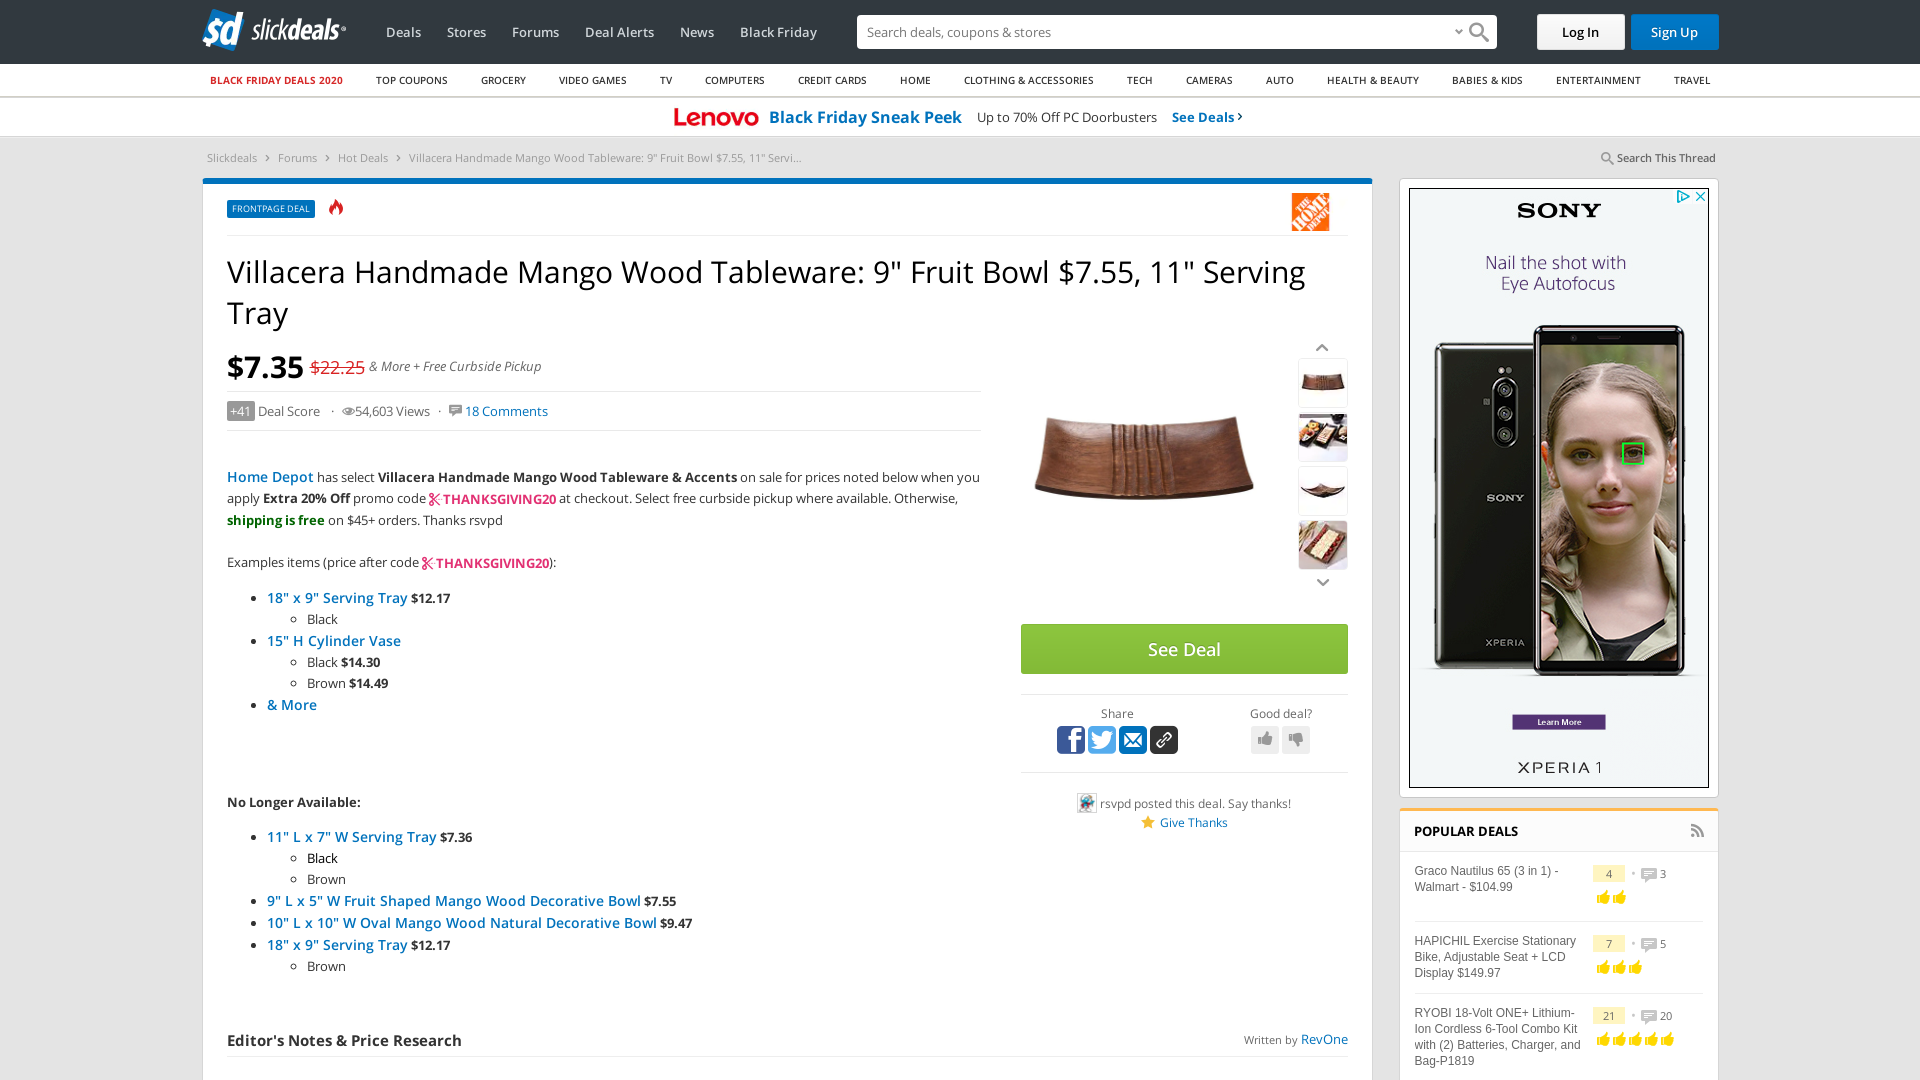 slickdeals
Deals
Stores
Forums
Deal Alerts
News
Black Friday
Search deals, coupons & stores
Log In
Sign Up
BLACK FRIDAY DEALS 2020
TOP COUPONS
GROCERY
VIDEO GAMES
TV
COMPUTERS
CREDIT CARDS
HOME
CLOTHING & ACCESSORIES
TECH
CAMERAS
AUTO
HEALTH & BEAUTY
BABIES & KIDS
ENTERTAINMENT
TRAVEL
Lenovo Black Friday Sneak Peek Up to 70% Off PC Doorbusters See Deals
Slickdeals > Forums > Hot Deals > Villacera Handmade Mango Wood Tableware: 9" Fruit Bowl $7.55, 11" Servi...
Search This Thread
FRONTPAGE DEAL
THE HOME DEPOT
Villacera Handmade Mango Wood Tableware: 9" Fruit Bowl $7.55, 11" Serving
Tray
$7.35 $22.25 & More + Free Curbside Pickup
+41 Deal Score · 54,603 Views · 18 Comments
Home Depot has select Villacera Handmade Mango Wood Tableware & Accents on sale for prices noted below when you
apply Extra 20% Off promo code THANKSGIVING20 at checkout. Select free curbside pickup where available. Otherwise,
shipping is free on $45+ orders. Thanks rsvpd
Examples items (price after code THANKSGIVING20):
• 18" x 9" Serving Tray $12.17
◦ Black
• 15" H Cylinder Vase
◦ Black $14.30
◦ Brown $14.49
• & More
No Longer Available:
• 11" L x 7" W Serving Tray $7.36
◦ Black
◦ Brown
• 9" L x 5" W Fruit Shaped Mango Wood Decorative Bowl $7.55
• 10" L x 10" W Oval Mango Wood Natural Decorative Bowl $9.47
• 18" x 9" Serving Tray $12.17
◦ Brown
Editor's Notes & Price Research
Written by RevOne
See Deal
Share
Good deal?
rsvpd posted this deal. Say thanks!
Give Thanks
SONY
Nail the shot with
Eye Autofocus
SONY
XPERIA
Learn More
XPERIA 1
POPULAR DEALS
Graco Nautilus 65 (3 in 1) -
Walmart - $104.99
4 • 3
HAPICHIL Exercise Stationary
Bike, Adjustable Seat + LCD
Display $149.97
7 • 5
RYOBI 18-Volt ONE+ Lithium-
Ion Cordless 6-Tool Combo Kit
with (2) Batteries, Charger, and
Bag-P1819
21 • 20